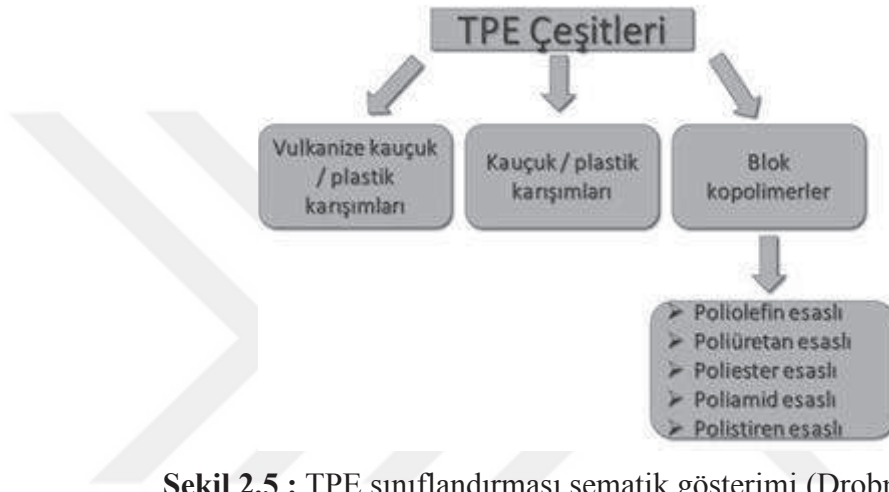 TPE Çeşitleri
Vulkanize kauçuk
/ plastik
karışımları
Kauçuk / plastik
karışımları
Blok
kopolimerler
➢ Poliolefin esaslı
➢ Poliüretan esaslı
➢ Poliester esaslı
➢ Poliamid esaslı
➢ Polistiren esaslı
Şekil 2.5 : TPE sınıflandırması şematik gösterimi